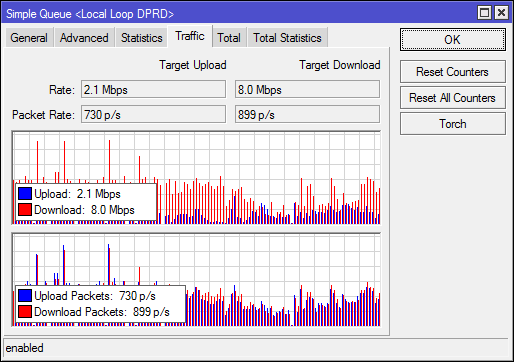 Simple Queue <Local Loop DPRD>
General Advanced Statistics Traffic Total Total Statistics
Target Upload Target Download
Rate: 2.1 Mbps 8.0 Mbps
Packet Rate: 730 p/s 899 p/s
Upload: 2.1 Mbps
Download: 8.0 Mbps
Upload Packets: 730 p/s
Download Packets: 899 p/s
OK
Reset Counters
Reset All Counters
Torch
enabled